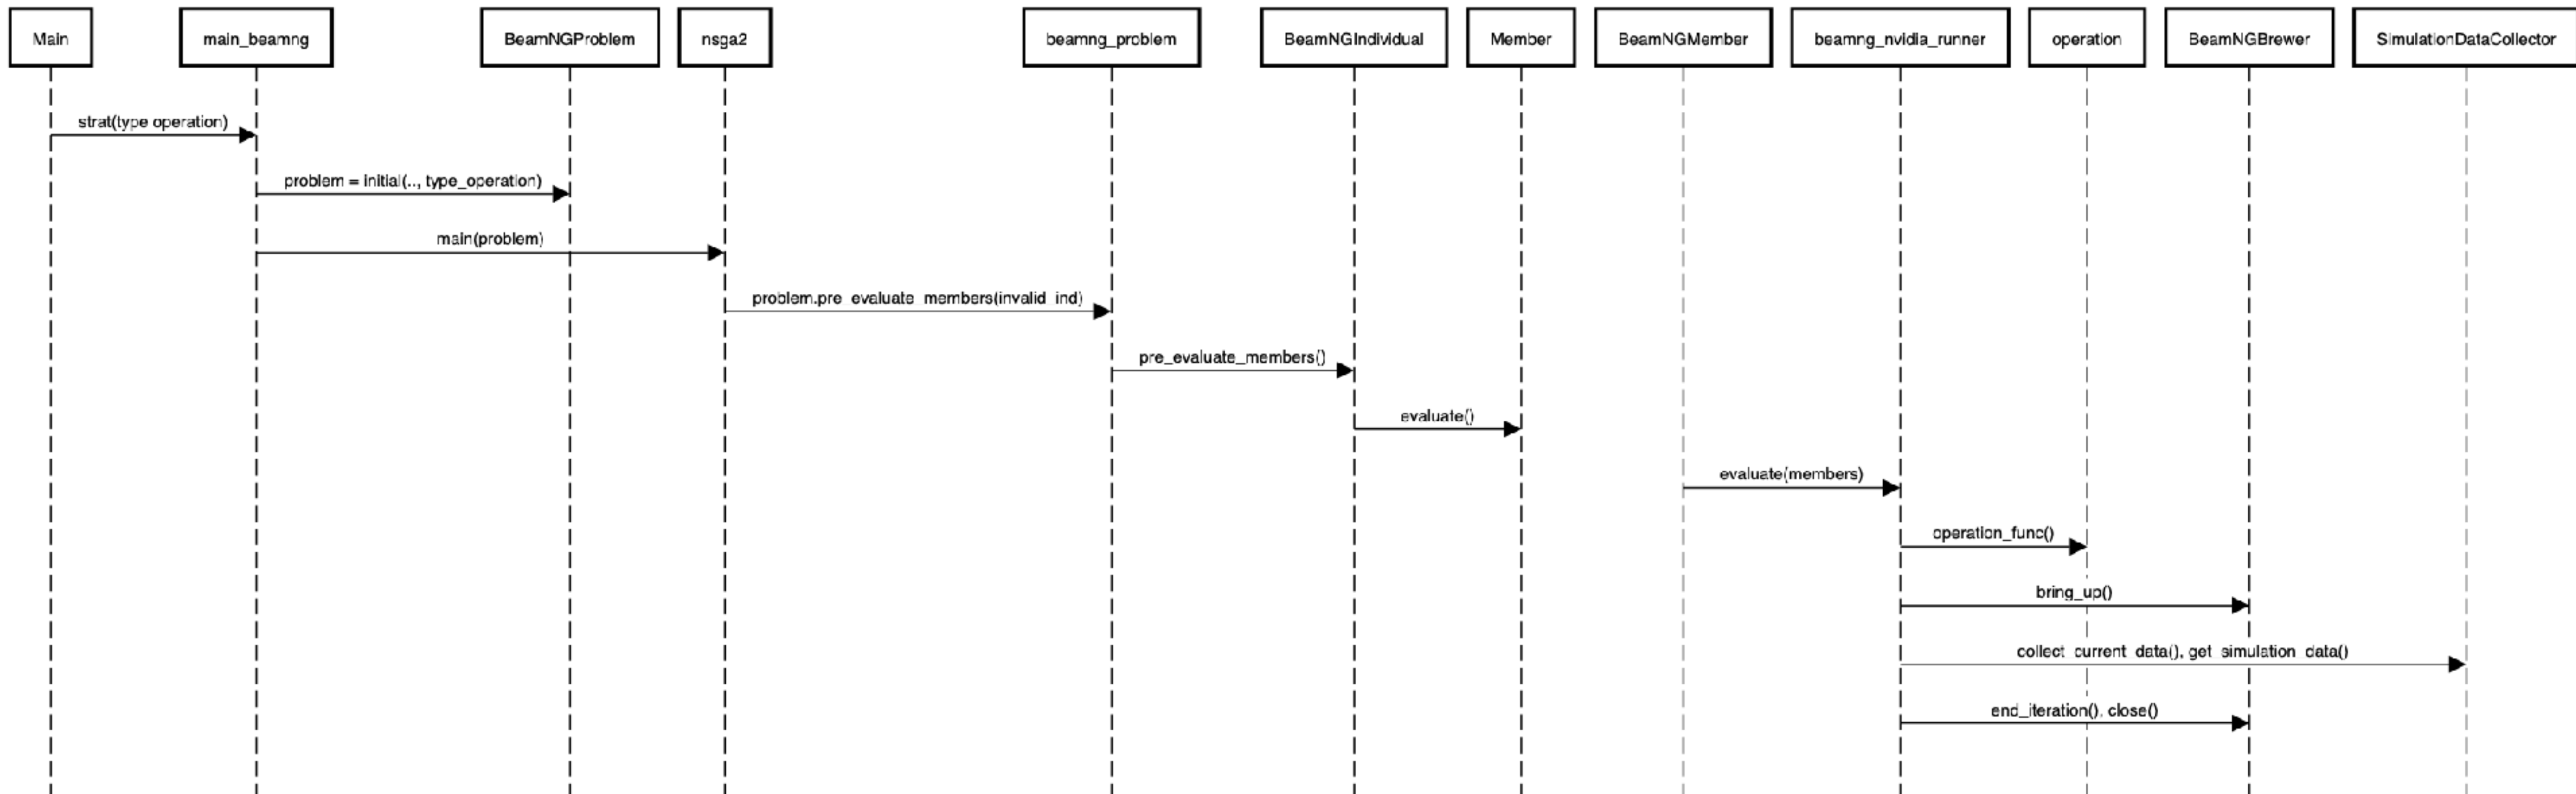 Main
main_beamng
BeamNGProblem
nsga2
beamng_problem
BeamNGIndividual
Member
BeamNGMember
beamng_nvidia_runner
operation
BeamNGBrewer
SimulationDataCollector
strat(type operation)
problem = initial(.., type_operation)
main(problem)
problem.pre_evaluate_members(invalid_ind)
pre_evaluate_members()
evaluate()
evaluate(members)
operation_func()
bring_up()
collect_current_data(), get_simulation_data()
end_iteration(), close()